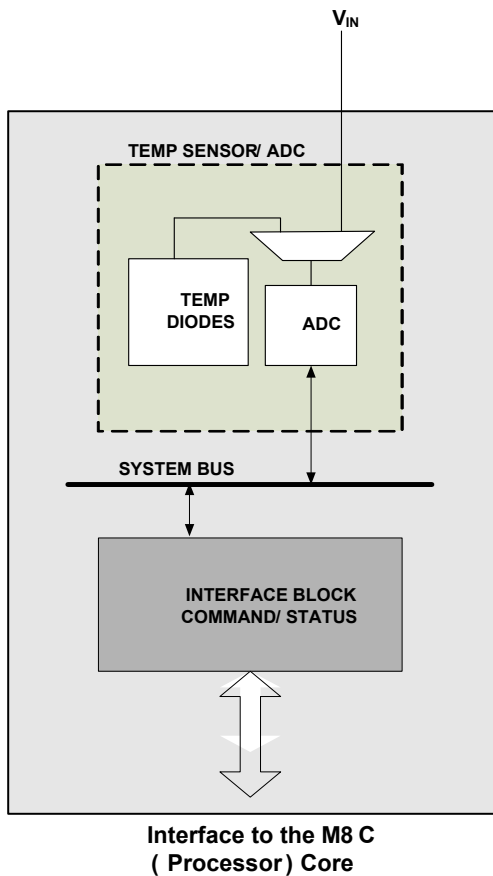 VIN
TEMP SENSOR/ ADC
TEMP
DIODES
ADC
SYSTEM BUS
INTERFACE BLOCK
COMMAND/ STATUS
Interface to the M8 C
( Processor) Core